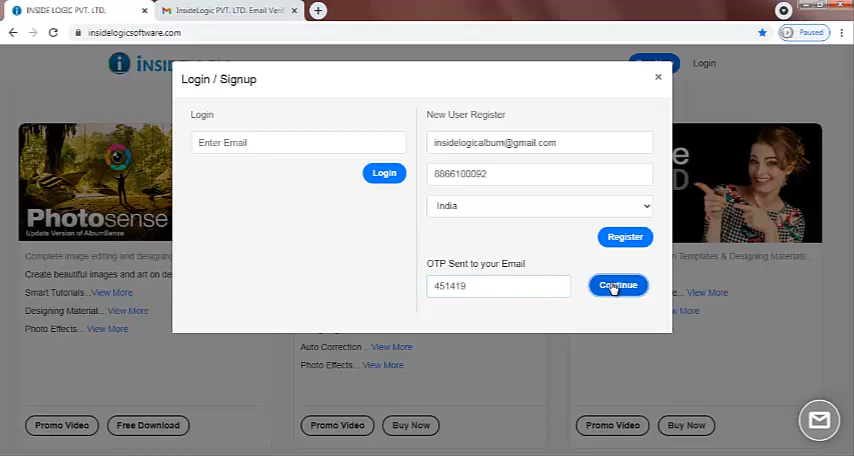 INSIDE LOGIC PVT. LTD.
InsideLogic PVT. LTD. Email Veri
insidelogicsoftware.com
Paused
Login
Login / Signup
Login
Enter Email
Login
New User Register
insidelogicalbum@gmail.com
8866100092
India
Register
OTP Sent to your Email
451419
Continue
Photosense
Update Version of AlbumSense
Complete image editing and designing
Create beautiful images and art on de
Smart Tutorials... View More
Designing Material... View More
Photo Effects... View More
Promo Video
Free Download
Auto Correction... View More
Photo Effects... View More
Promo Video
Buy Now
n Templates & Designing Materials...
View More
View More
Promo Video
Buy Now